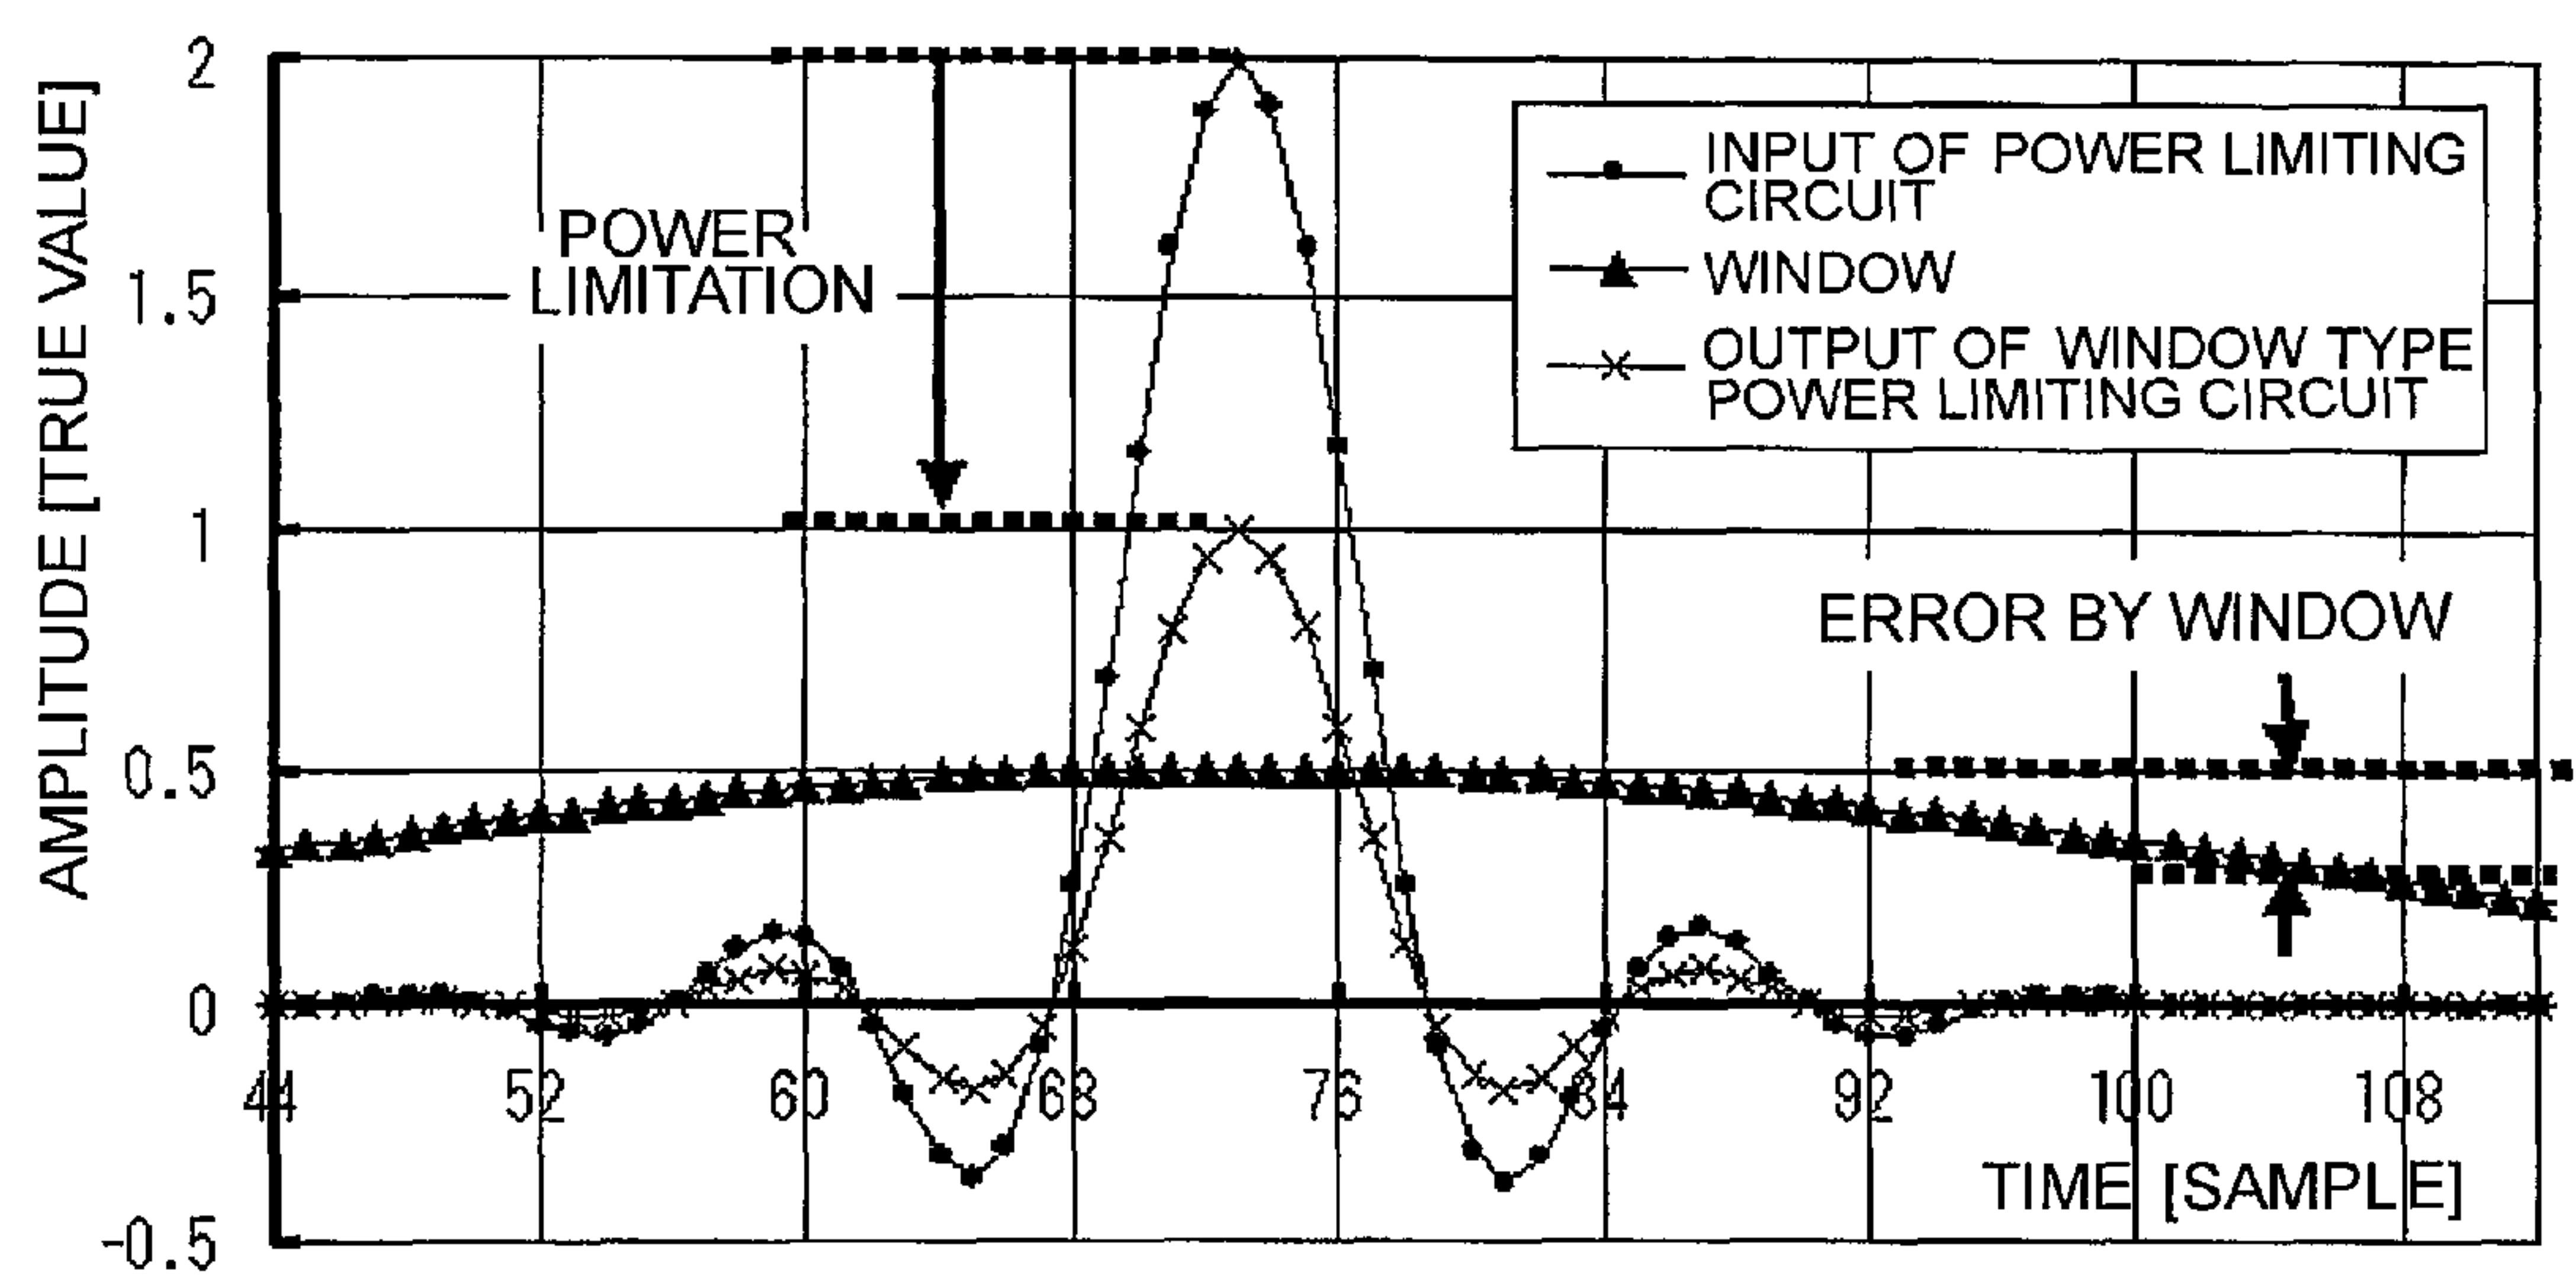 AMPLITUDE [TRUE VALUE]
2
1.5
1
0.5
0
-0.5
POWER
LIMITATION
INPUT OF POWER LIMITING
CIRCUIT
WINDOW
OUTPUT OF WINDOW TYPE
POWER LIMITING CIRCUIT
ERROR BY WINDOW
44 52 60 68 76 84 92 100 108
TIME [SAMPLE]